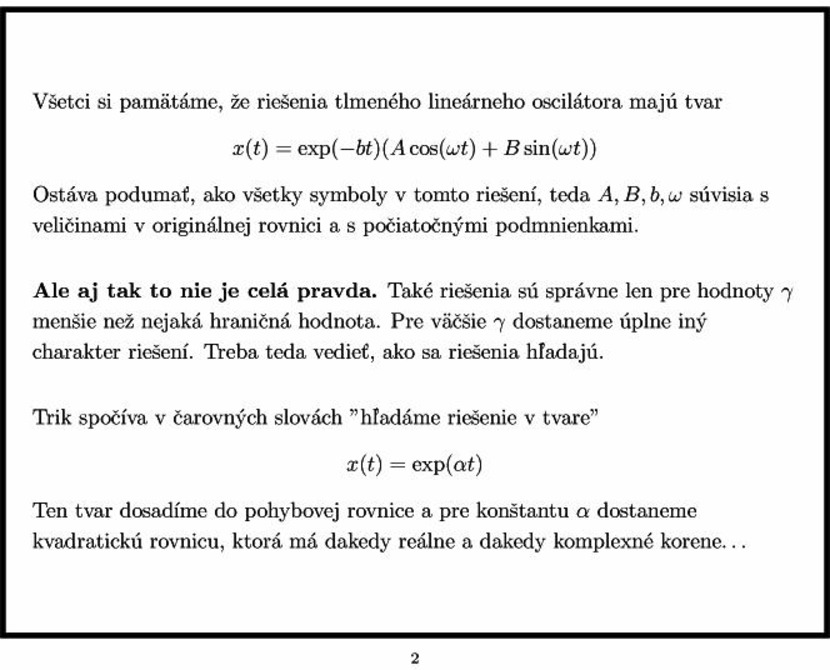 Všetci si pamätáme, že riešenia tlmeného lineárneho oscilátora majú tvar
x(t) = exp(−bt)(A cos(ωt) + B sin(ωt))
Ostáva podumať, ako všetky symboly v tomto riešení, teda A, B, b, ω súvisia s
veličinami v originálnej rovnici a s počiatočnými podmnienkami.
Ale aj tak to nie je celá pravda. Také riešenia sú správne len pre hodnoty γ
menšie než nejaká hraničná hodnota. Pre väčšie γ dostaneme úplne iný
charakter riešení. Treba teda vedieť, ako sa riešenia hľadajú.
Trik spočíva v čarovných slovách ”hľadáme riešenie v tvare”
x(t) = exp(αt)
Ten tvar dosadíme do pohybovej rovnice a pre konštantu α dostaneme
kvadratickú rovnicu, ktorá má dakedy reálne a dakedy komplexné korene...
2